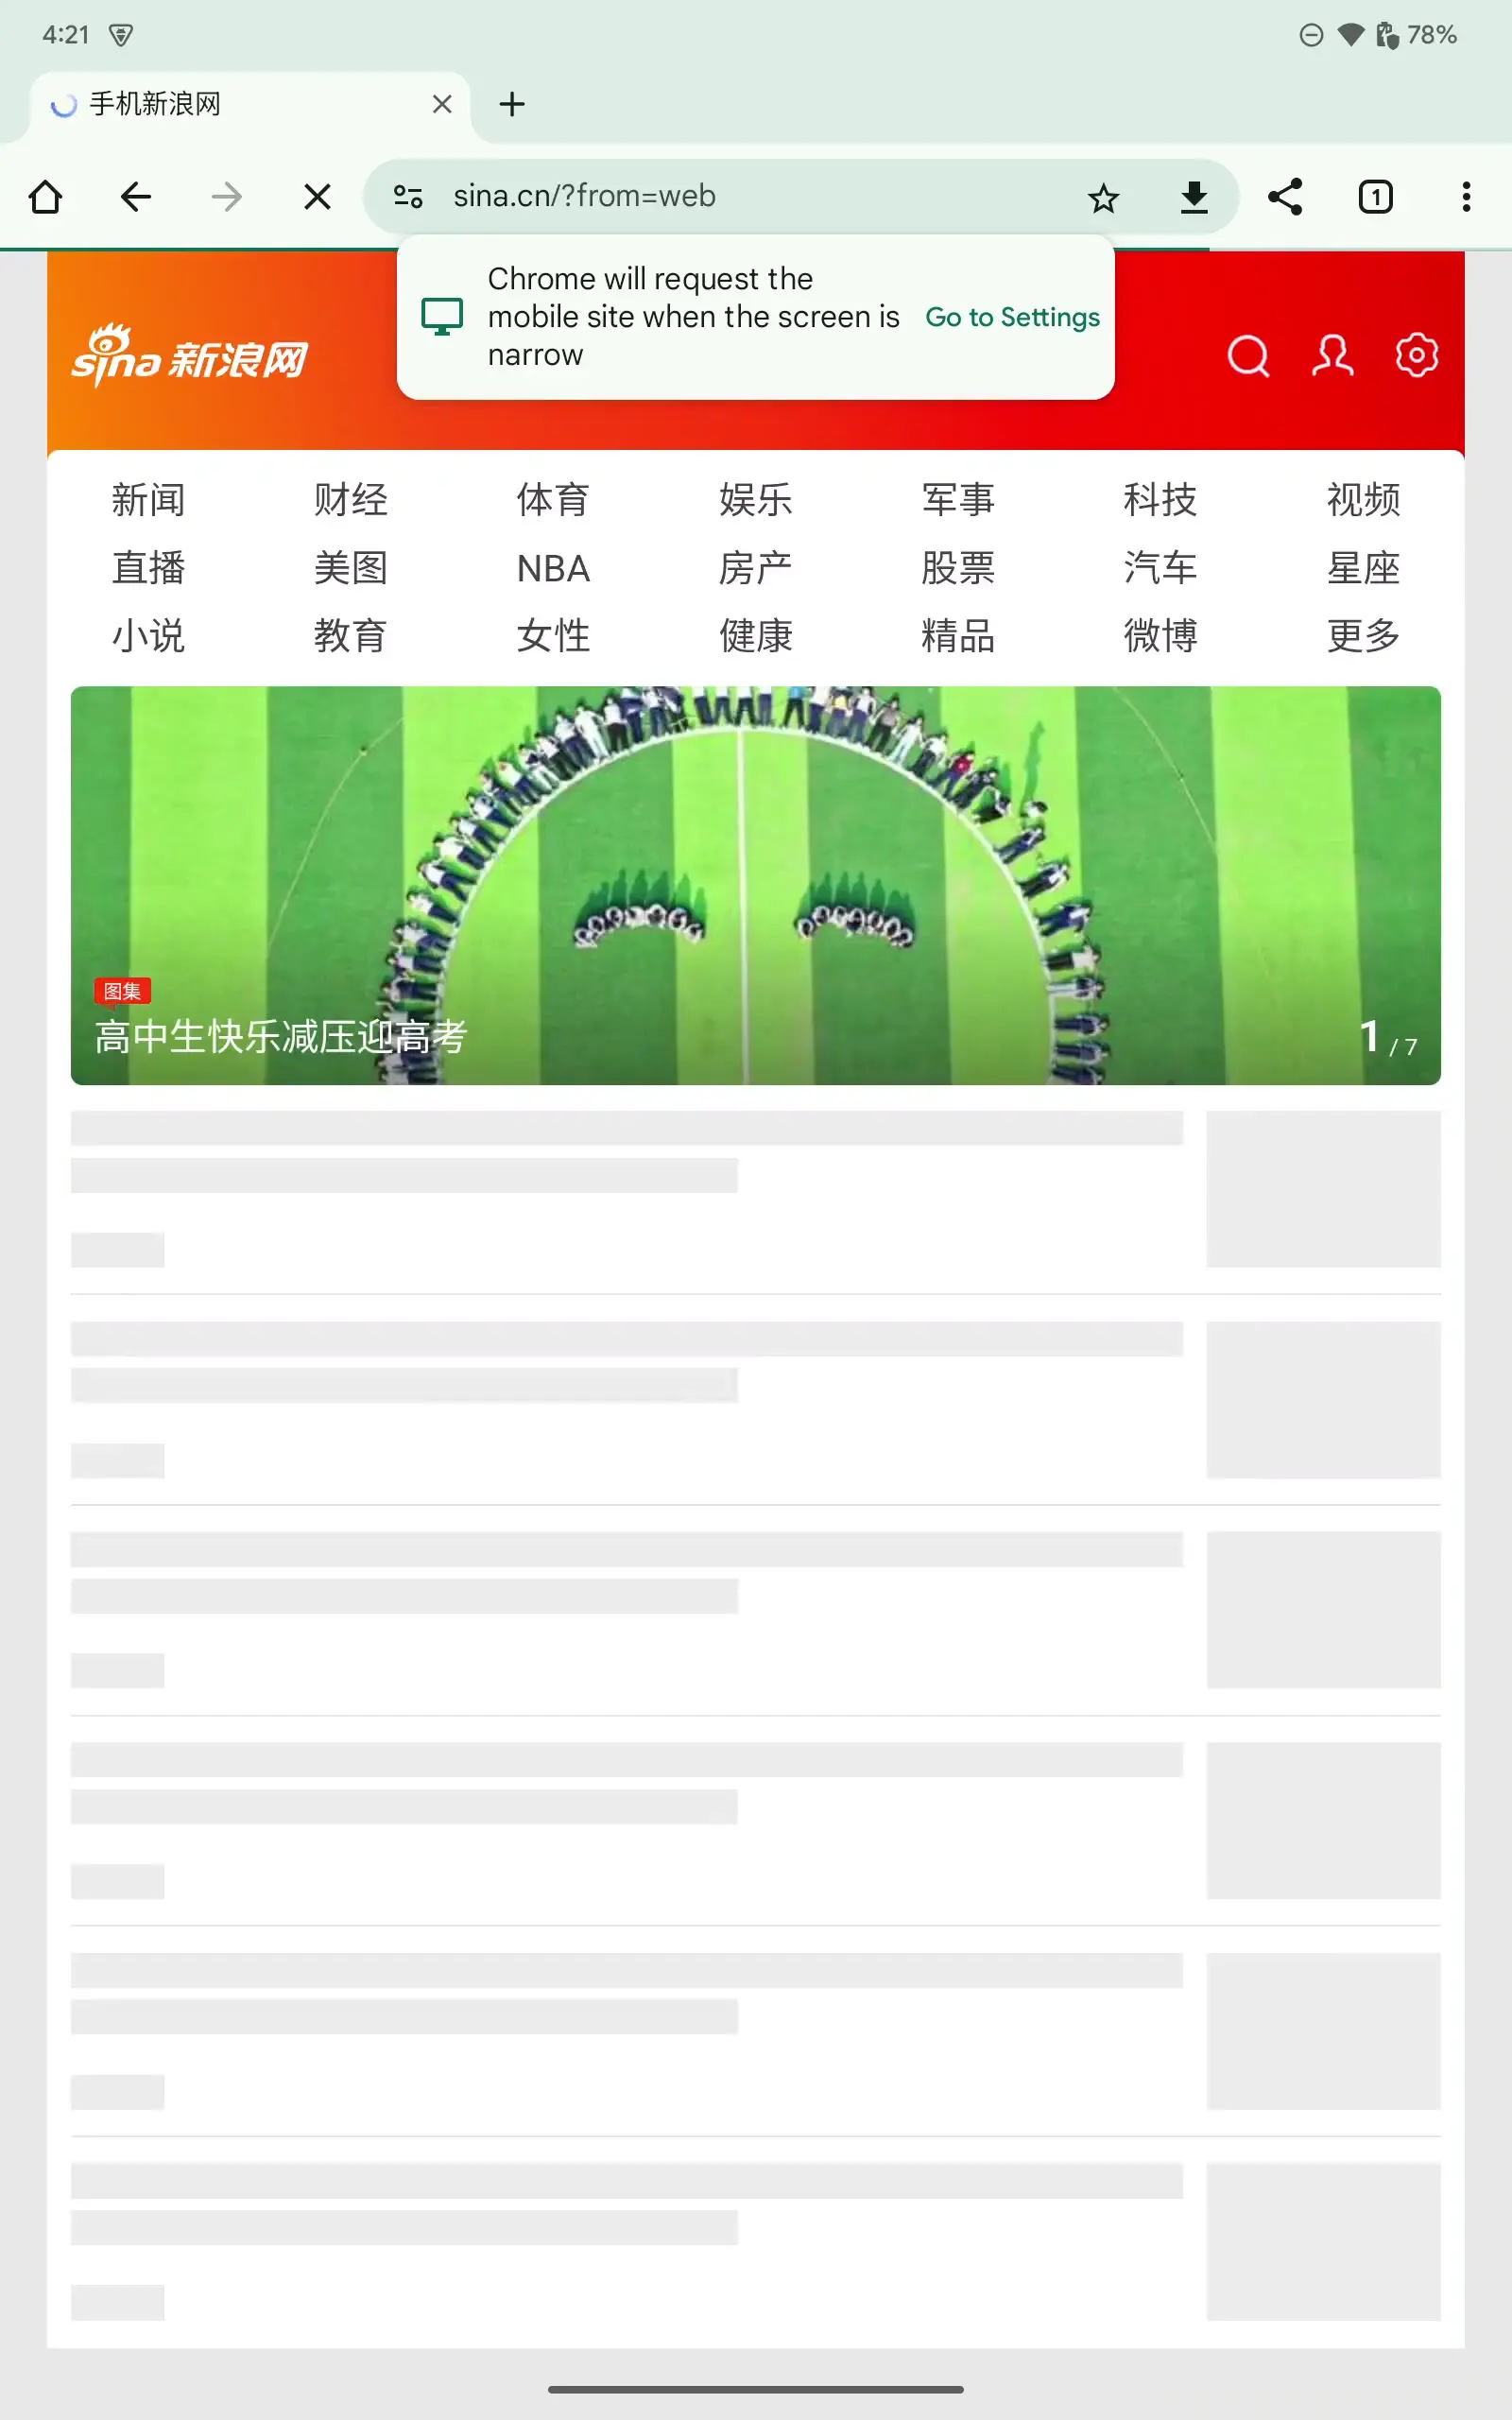 4:21
78%
手机新浪网
sina.cn/?from=web
1
Chrome will request the
mobile site when the screen is
narrow
Go to Settings
sina 新浪网
新闻 财经 体育 娱乐 军事 科技 视频
直播 美图 NBA 房产 股票 汽车 星座
小说 教育 女性 健康 精品 微博 更多
图集
高中生快乐减压迎高考
1 / 7